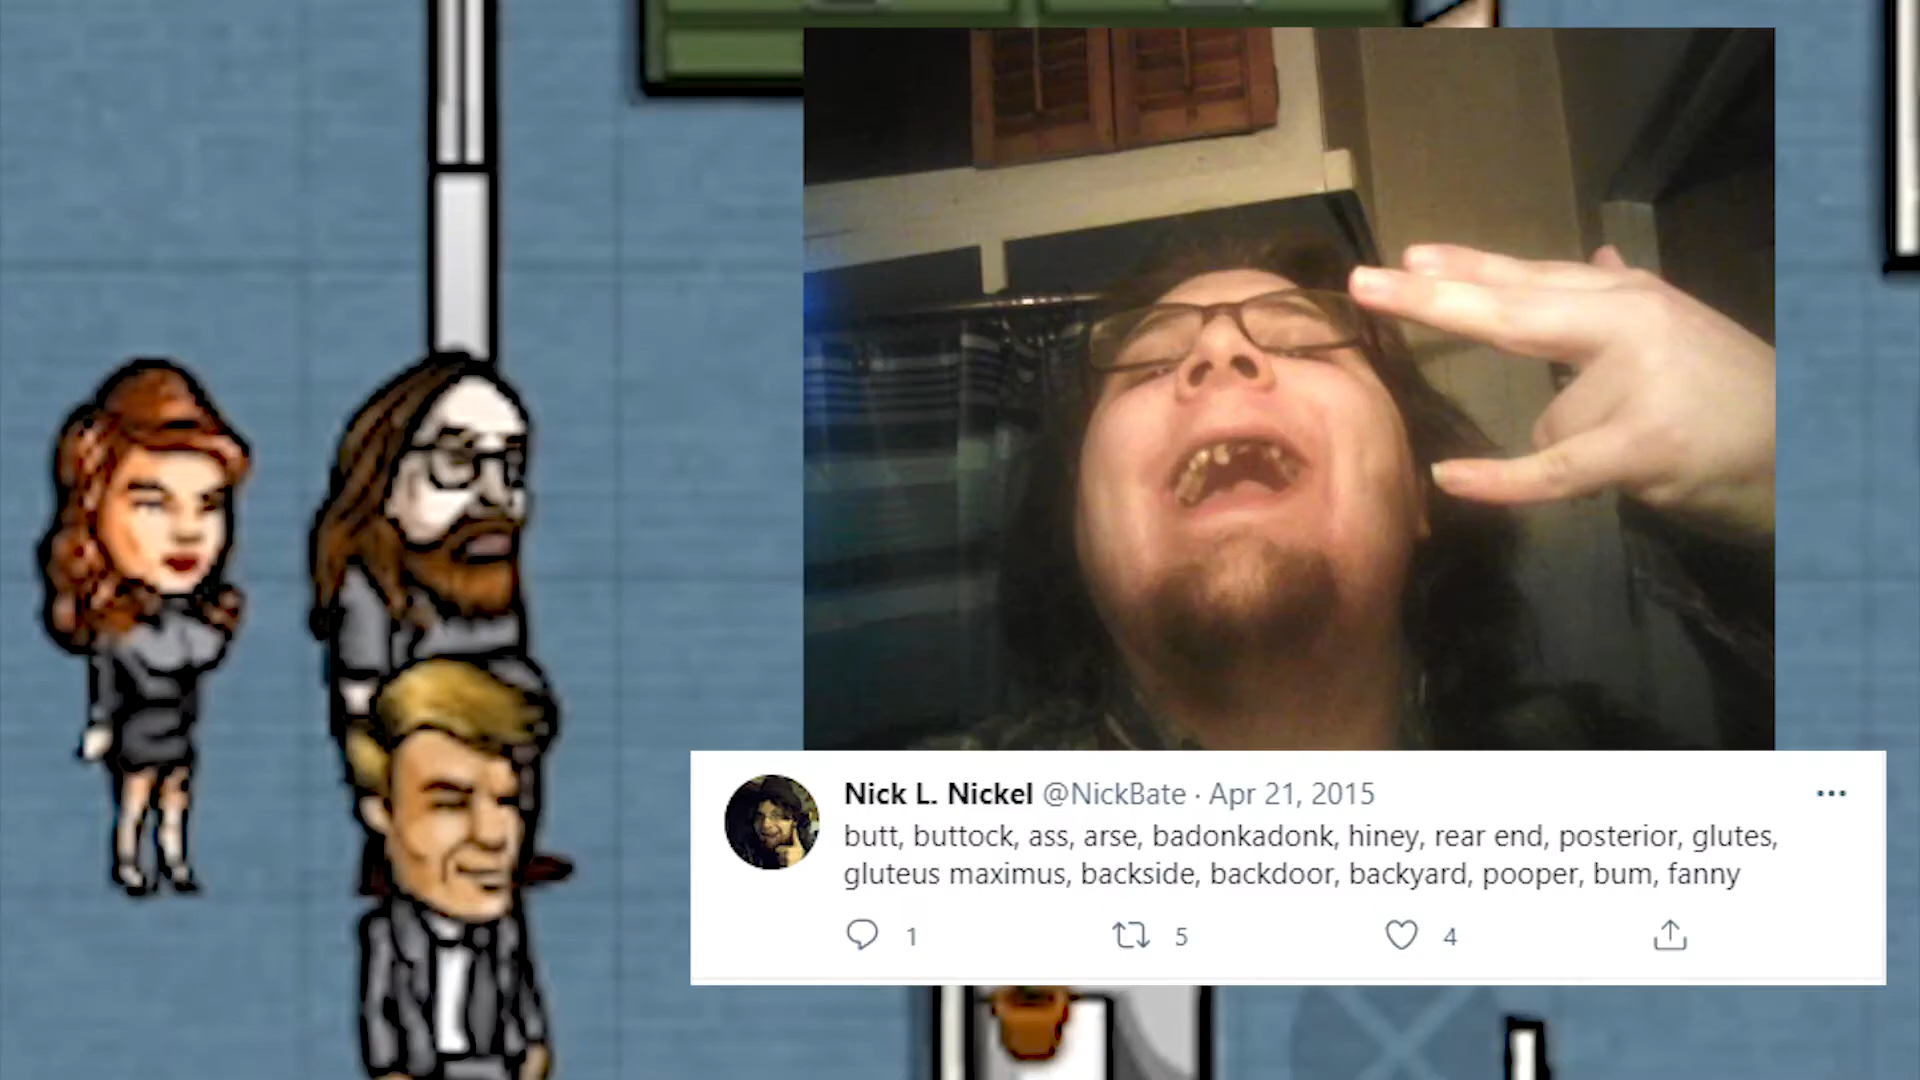 Nick L. Nickel @NickBate · Apr 21, 2015
butt, buttock, ass, arse, badonkadonk, hiney, rear end, posterior, glutes,
gluteus maximus, backside, backdoor, backyard, pooper, bum, fanny
1 5 4